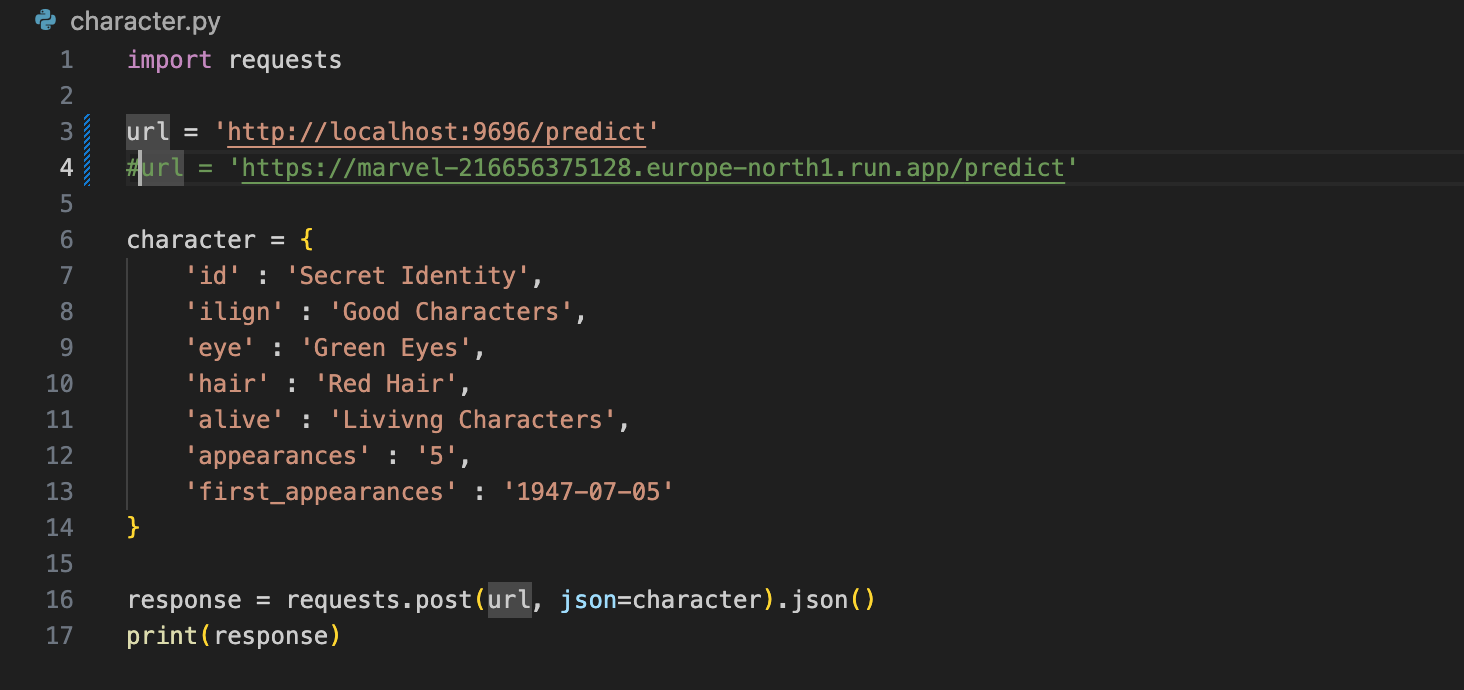 character.py
1 import requests
2
3 url = 'http://localhost:9696/predict'
4 #url = 'https://marvel-216656375128.europe-north1.run.app/predict'
5
6 character = {
7     'id' : 'Secret Identity',
8     'ilign' : 'Good Characters',
9     'eye' : 'Green Eyes',
10     'hair' : 'Red Hair',
11     'alive' : 'Livivng Characters',
12     'appearances' : '5',
13     'first_appearances' : '1947-07-05'
14 }
15
16 response = requests.post(url, json=character).json()
17 print(response)